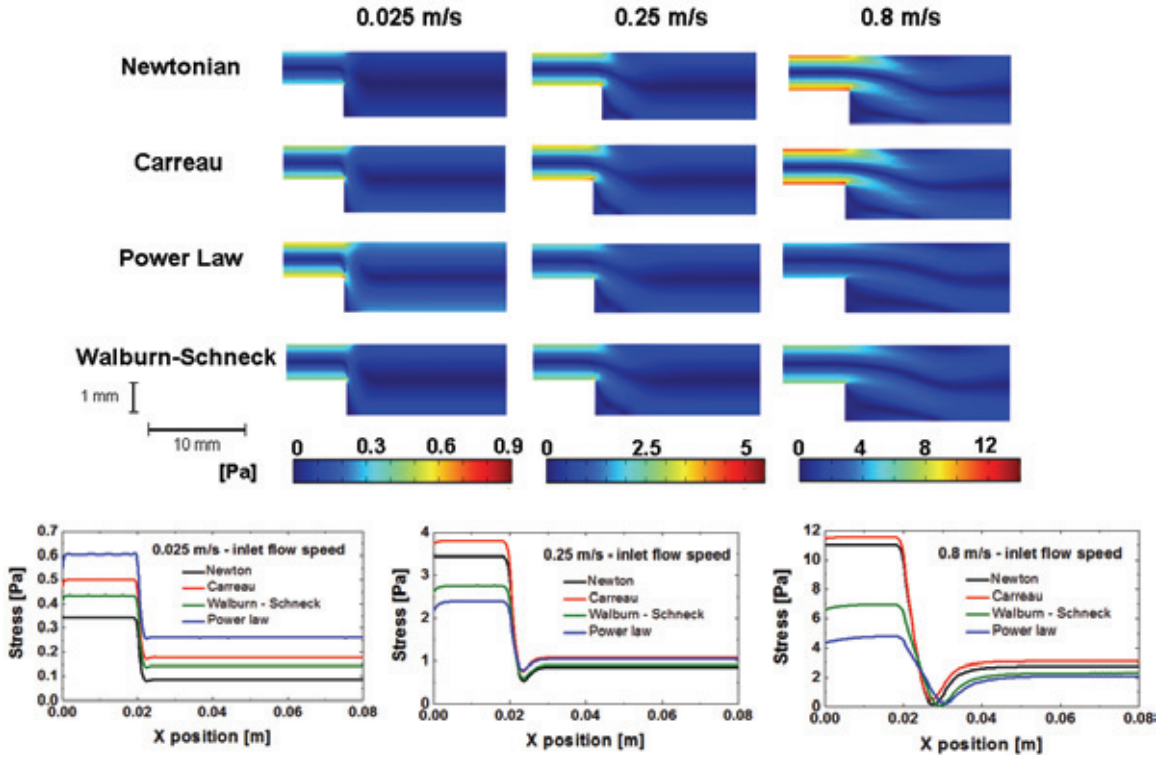 0.025 m/s 0.25 m/s 0.8 m/s
Newtonian
Carreau
Power Law
Walburn-Schneck
1 mm
10 mm
[Pa]
0 0.3 0.6 0.9
0 2.5 5
0 4 8 12
0.7
0.6
0.5
0.4
0.3
0.2
0.1
0.0
Stress [Pa]
0.025 m/s - inlet flow speed
Newton
Carreau
Walburn - Schneck
Power law
0.00 0.02 0.04 0.06 0.08
X position [m]
4
3
2
1
0
Stress [Pa]
0.25 m/s - inlet flow speed
Newton
Carreau
Walburn - Schneck
Power law
0.00 0.02 0.04 0.06 0.08
X position [m]
12
10
8
6
4
2
0
Stress [Pa]
0.8 m/s - inlet flow speed
Newton
Carreau
Walburn - Schneck
Power law
0.00 0.02 0.04 0.06 0.08
X position [m]